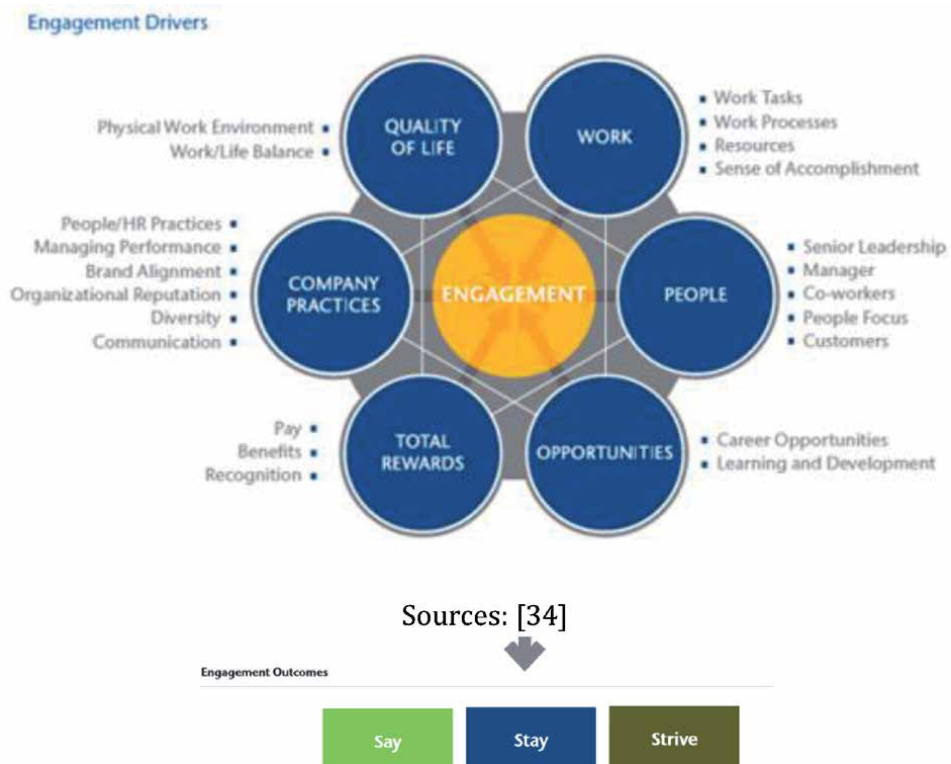 Engagement Drivers
Physical Work Environment
Work/Life Balance
QUALITY
OF LIFE
WORK
Work Tasks
Work Processes
Resources
Sense of Accomplishment
People/HR Practices
Managing Performance
Brand Alignment
Organizational Reputation
Diversity
Communication
COMPANY
PRACTICES
ENGAGEMENT
PEOPLE
Senior Leadership
Manager
Co-workers
People Focus
Customers
Pay
Benefits
Recognition
TOTAL
REWARDS
OPPORTUNITIES
Career Opportunities
Learning and Development
Sources: [34]
Engagement Outcomes
Say
Stay
Strive